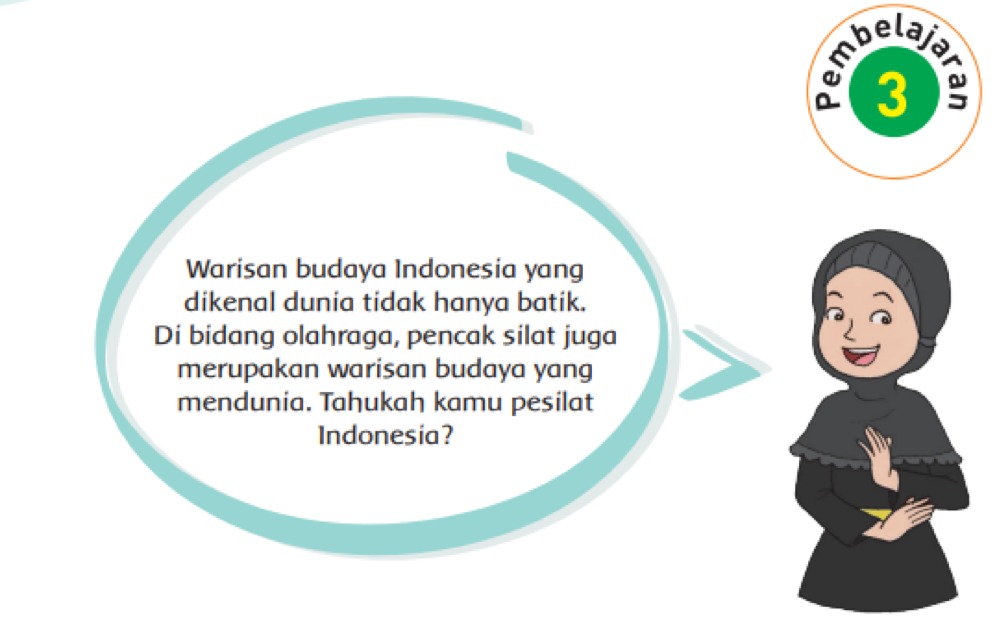 Pembelajaran
3
Warisan budaya Indonesia yang
dikenal dunia tidak hanya batik.
Di bidang olahraga, pencak silat juga
merupakan warisan budaya yang
mendunia. Tahukah kamu pesilat
Indonesia?